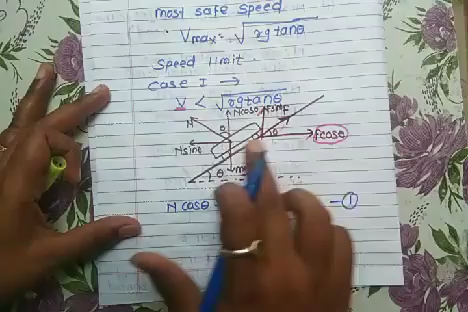 most safe speed
Vmax = √rg tanθ
Speed limit.
case I →
V < √rg tanθ
Ncosθ
fsinθ
F
N
θ
θ
fcosθ
Nsinθ
θ
N cosθ
①